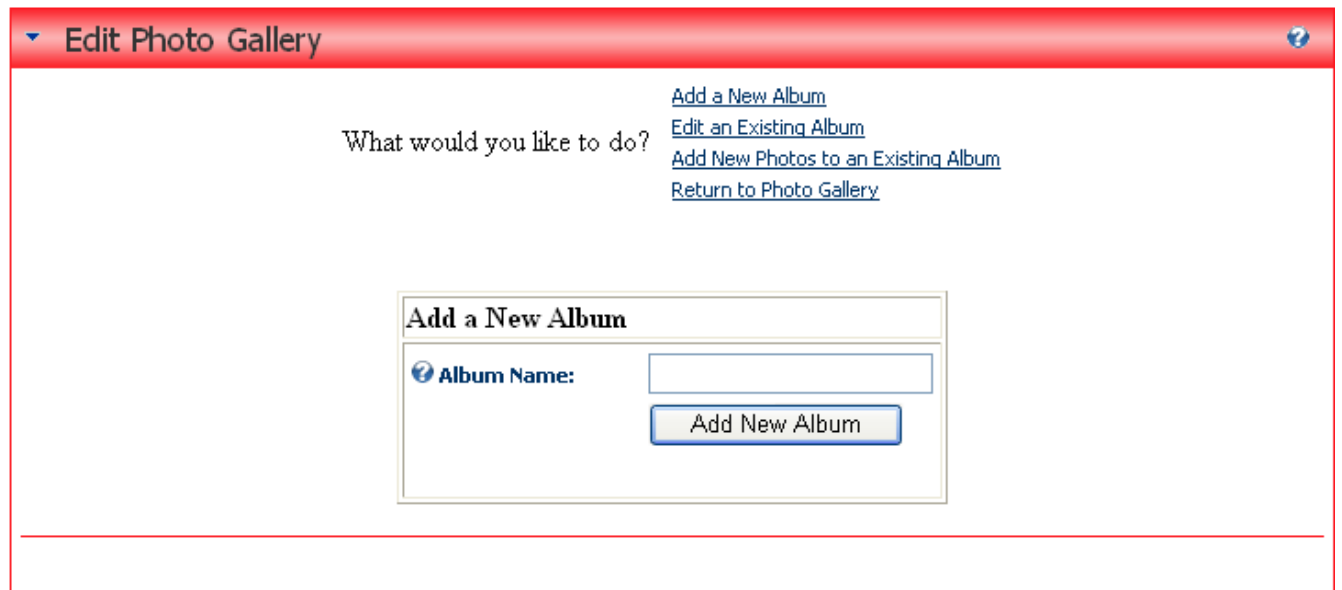 Edit Photo Gallery
What would you like to do?
Add a New Album
Edit an Existing Album
Add New Photos to an Existing Album
Return to Photo Gallery
Add a New Album
Album Name:
Add New Album